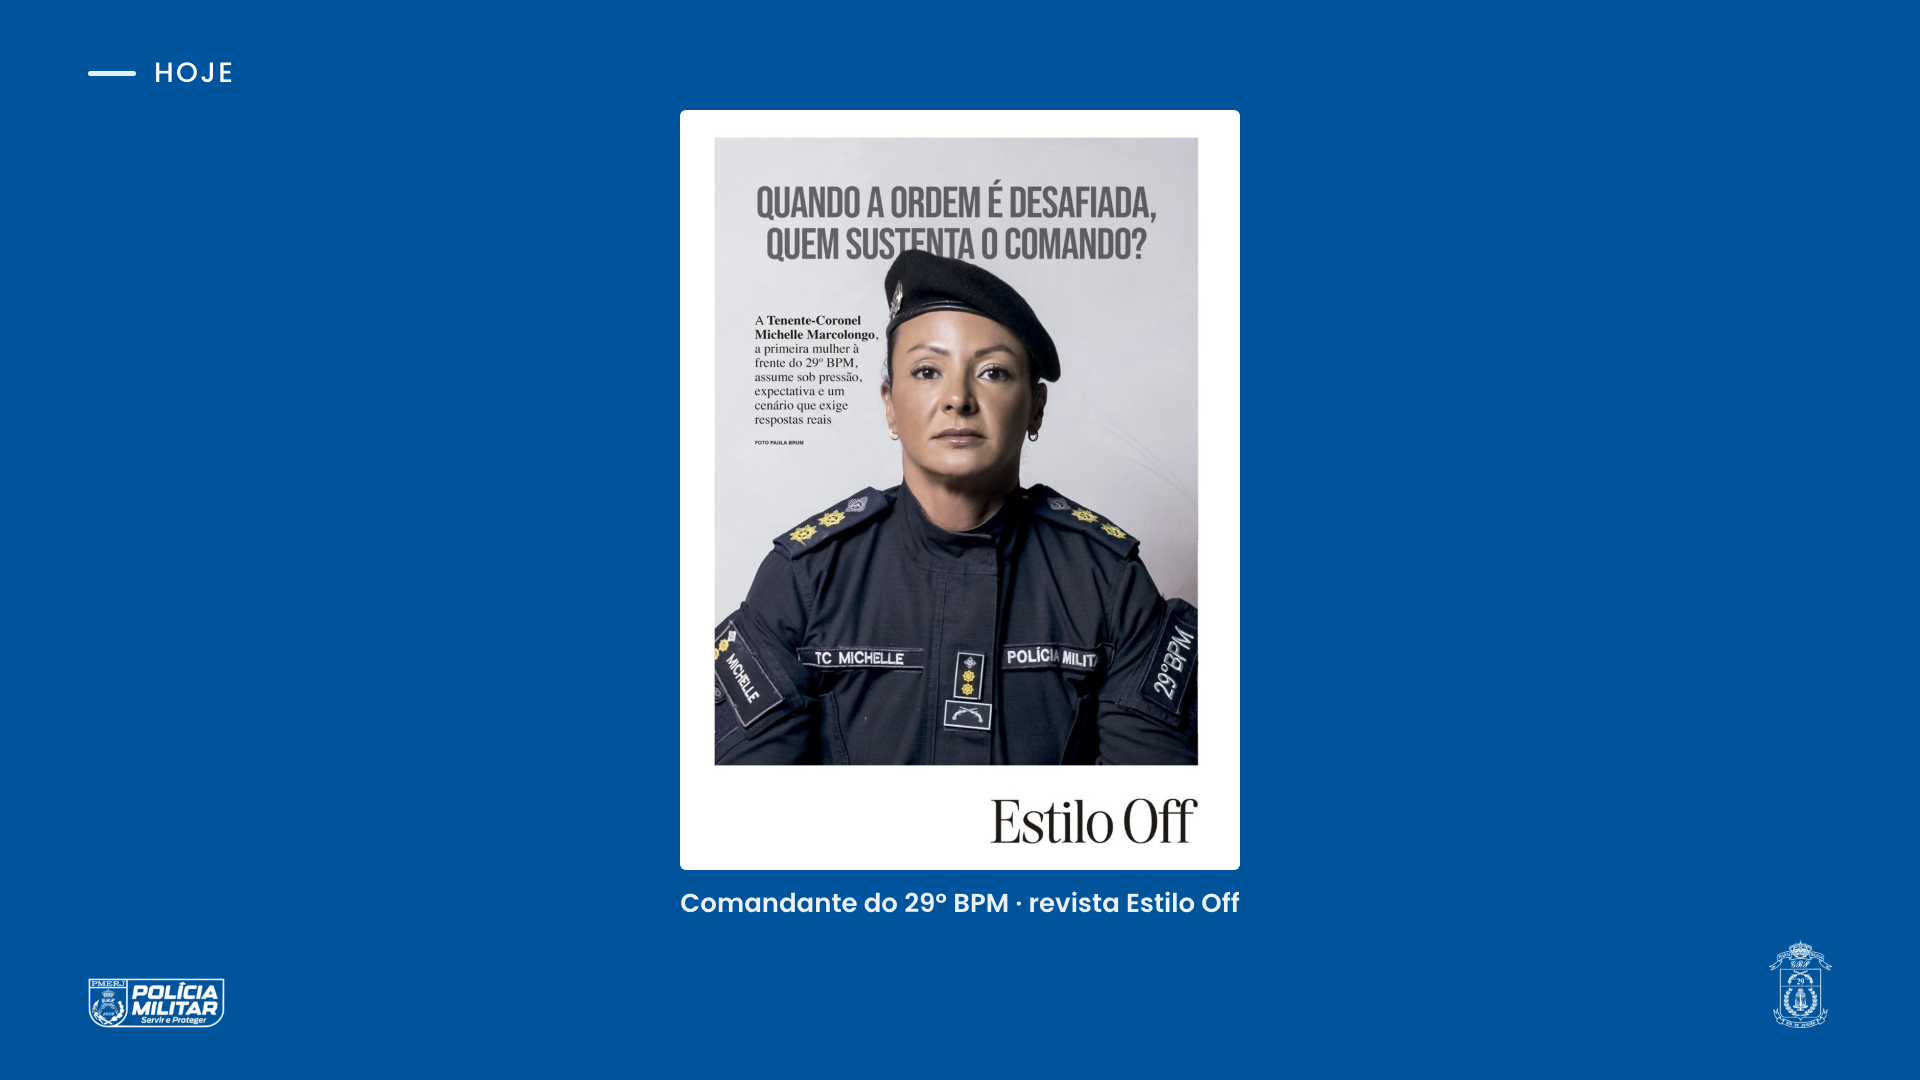 HOJE
QUANDO A ORDEM É DESAFIADA,
QUEM SUSTENTA O COMANDO?
A Tenente-Coronel
Michelle Marcolongo,
a primeira mulher à
frente do 29º BPM,
assume sob pressão,
expectativa e um
cenário que exige
respostas reais
FOTO PAULA BRUM
MICHELLE
TC MICHELLE
POLÍCIA MILITA
29ºBPM
Estilo Off
Comandante do 29º BPM · revista Estilo Off
PMERJ
POLÍCIA
MILITAR
Servir e Proteger
29